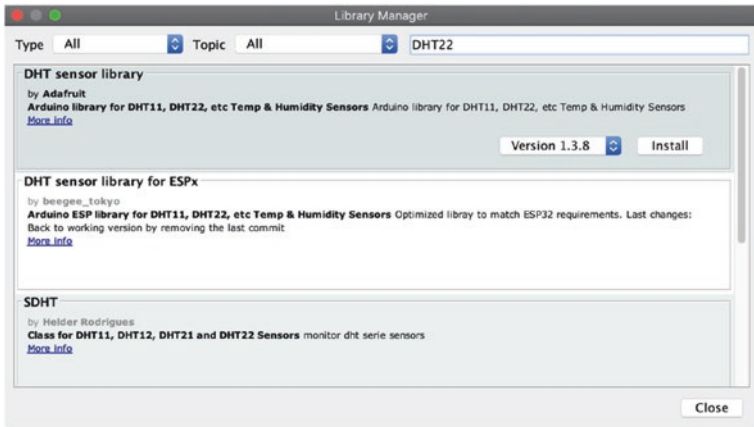 Library Manager
Type All Topic All DHT22
DHT sensor library
by Adafruit
Arduino library for DHT11, DHT22, etc Temp & Humidity Sensors Arduino library for DHT11, DHT22, etc Temp & Humidity Sensors
More info
Version 1.3.8 Install
DHT sensor library for ESPx
by beegee_tokyo
Arduino ESP library for DHT11, DHT22, etc Temp & Humidity Sensors Optimized libray to match ESP32 requirements. Last changes:
Back to working version by removing the last commit
More info
SDHT
by Helder Rodrigues
Class for DHT11, DHT12, DHT21 and DHT22 Sensors monitor dht serie sensors
More info
Close